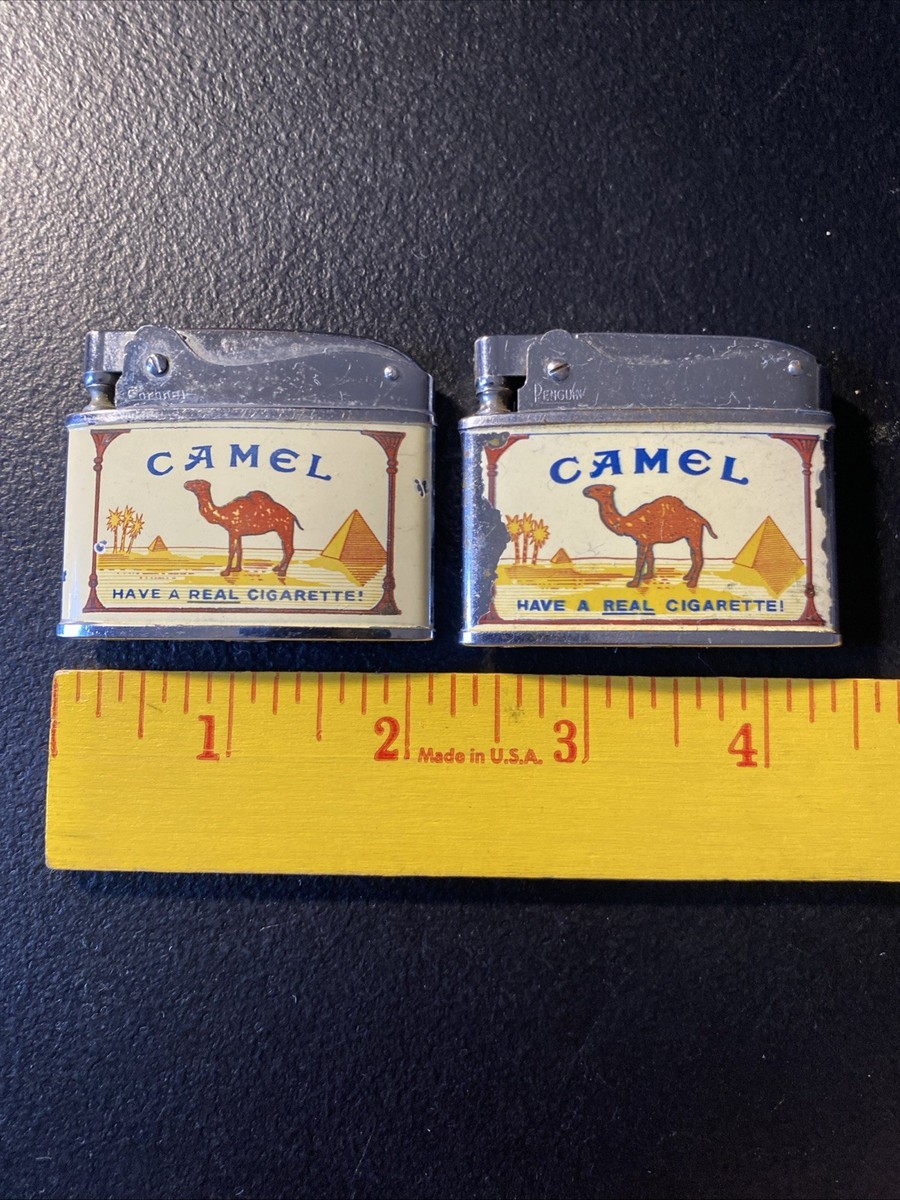 PENGUIN
CAMEL
HAVE A REAL CIGARETTE!
CAMEL
HAVE A REAL CIGARETTE!
1 2 Made in U.S.A. 3 4